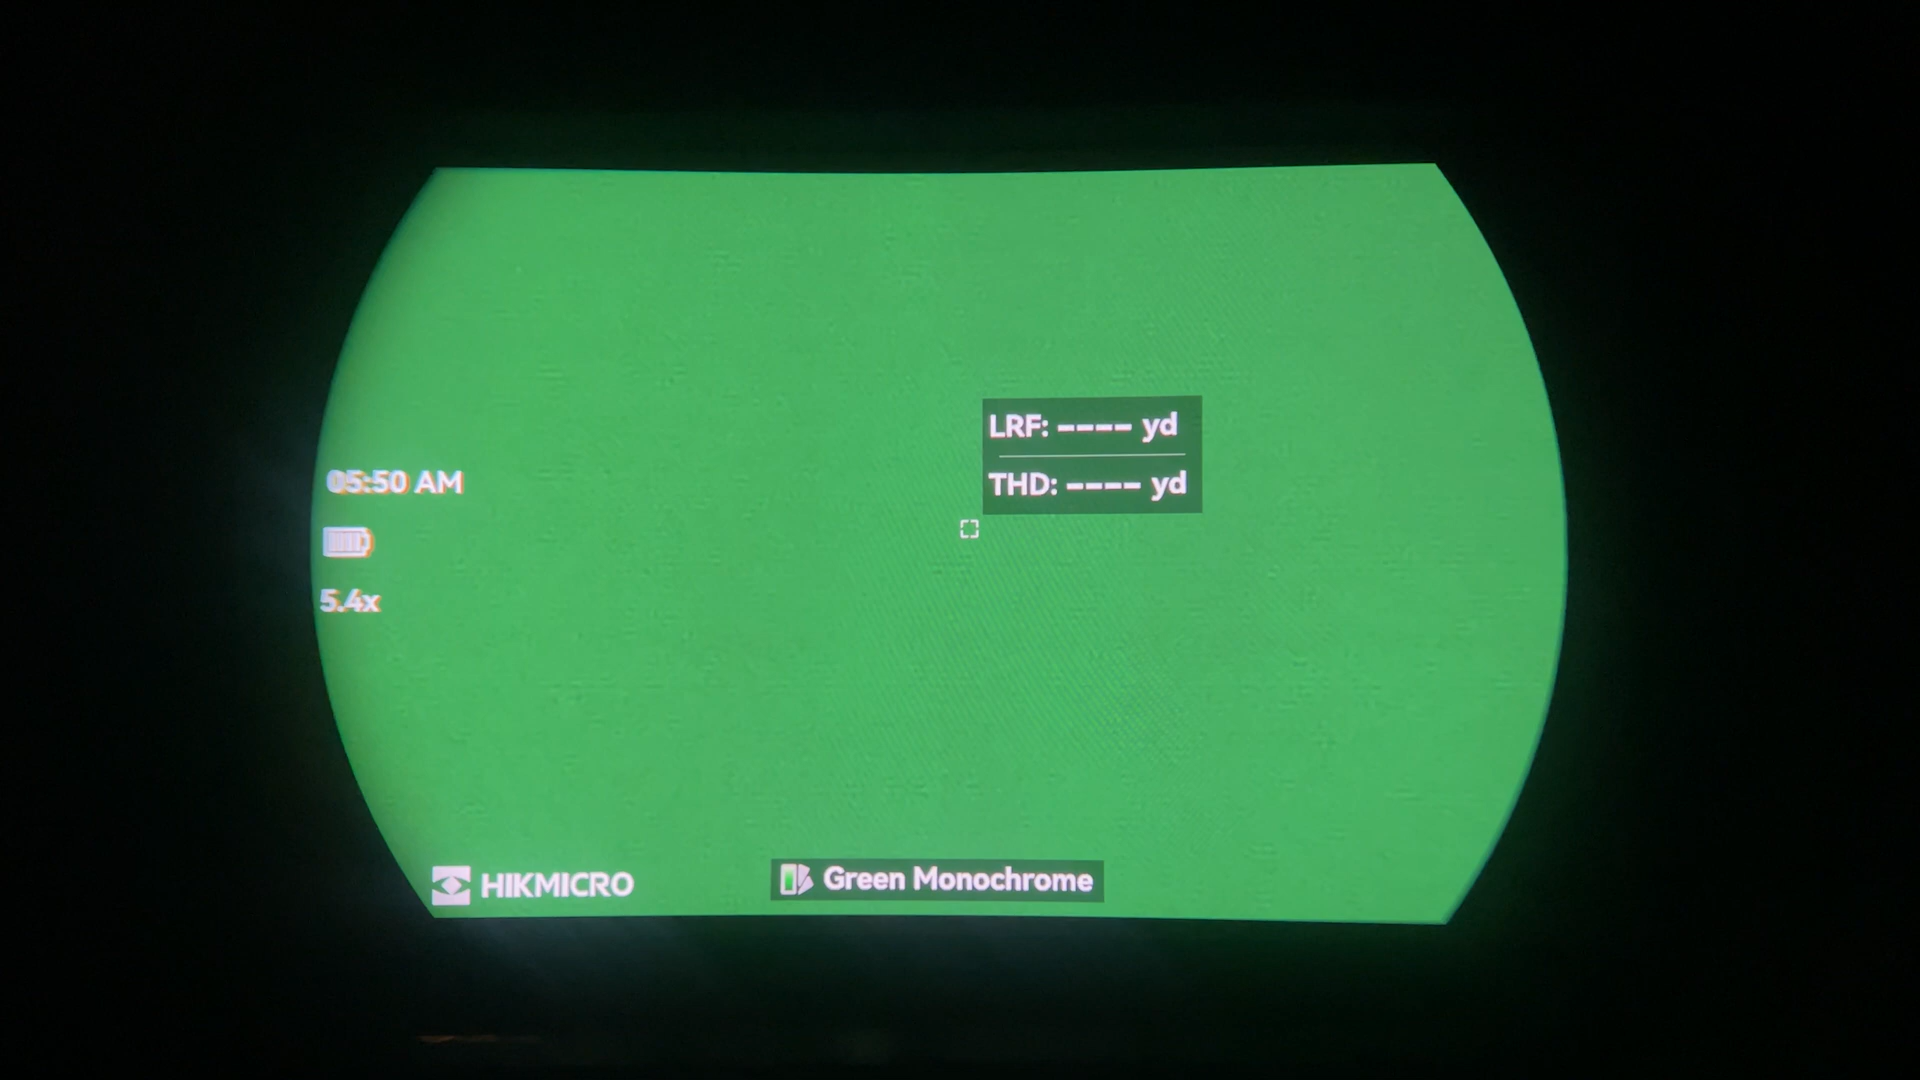 LRF: ---- yd
THD: ---- yd
05:50 AM
5.4x
HIKMICRO
Green Monochrome